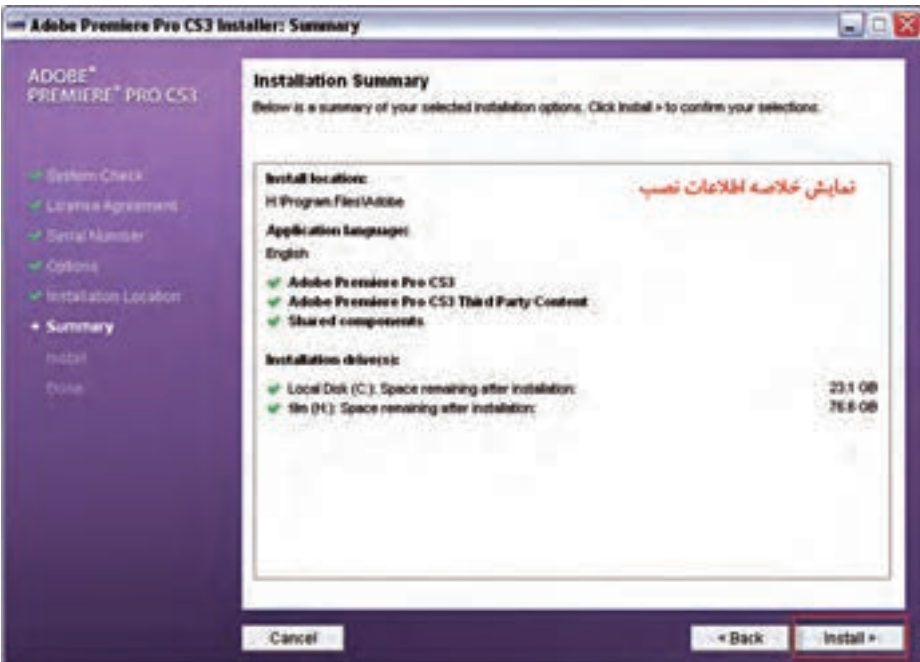 Adobe Premiere Pro CS3 Installer: Summary
ADOBE®
PREMIERE® PRO CS3
System Check
License Agreement
Serial Number
Options
Installation Location
Summary
Install
Done
Installation Summary
Below is a summary of your selected installation options. Click Install > to confirm your selections.
نمایش خلاصه اطلاعات نصب
Install location:
H:\Program Files\Adobe
Application language:
English
Adobe Premiere Pro CS3
Adobe Premiere Pro CS3 Third Party Content
Shared components
Installation drive(s):
Local Disk (C:): Space remaining after installation: 23.1 GB
(H:): Space remaining after installation: 76.6 GB
Cancel
< Back
Install >